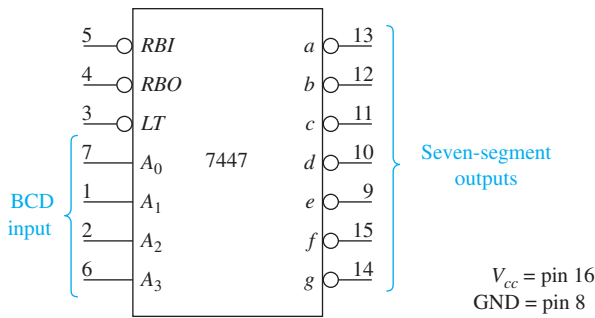 5 RBI a 13
4 RBO b 12
3 LT c 11
7 A0 7447 d 10 Seven-segment
1 A1 e 9 outputs
BCD
input
2 A2 f 15
6 A3 g 14
Vcc = pin 16
GND = pin 8